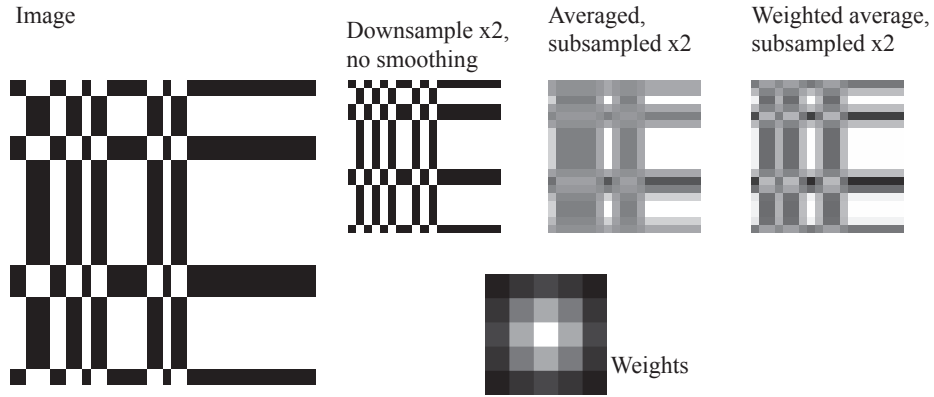 Image
Downsample x2,
no smoothing
Averaged,
subsampled x2
Weighted average,
subsampled x2
Weights